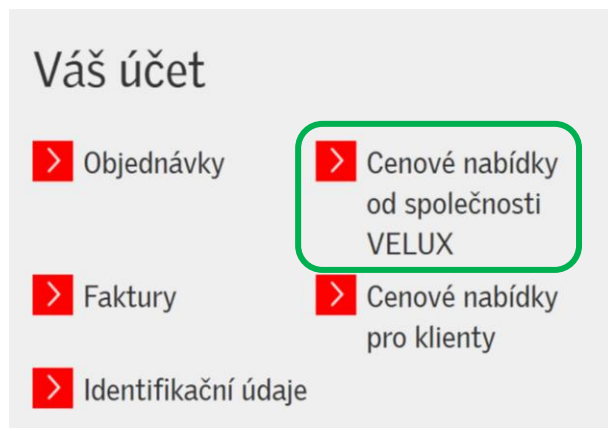 Váš účet
Objednávky
Cenové nabídky
od společnosti
VELUX
Faktury
Cenové nabídky
pro klienty
Identifikační údaje